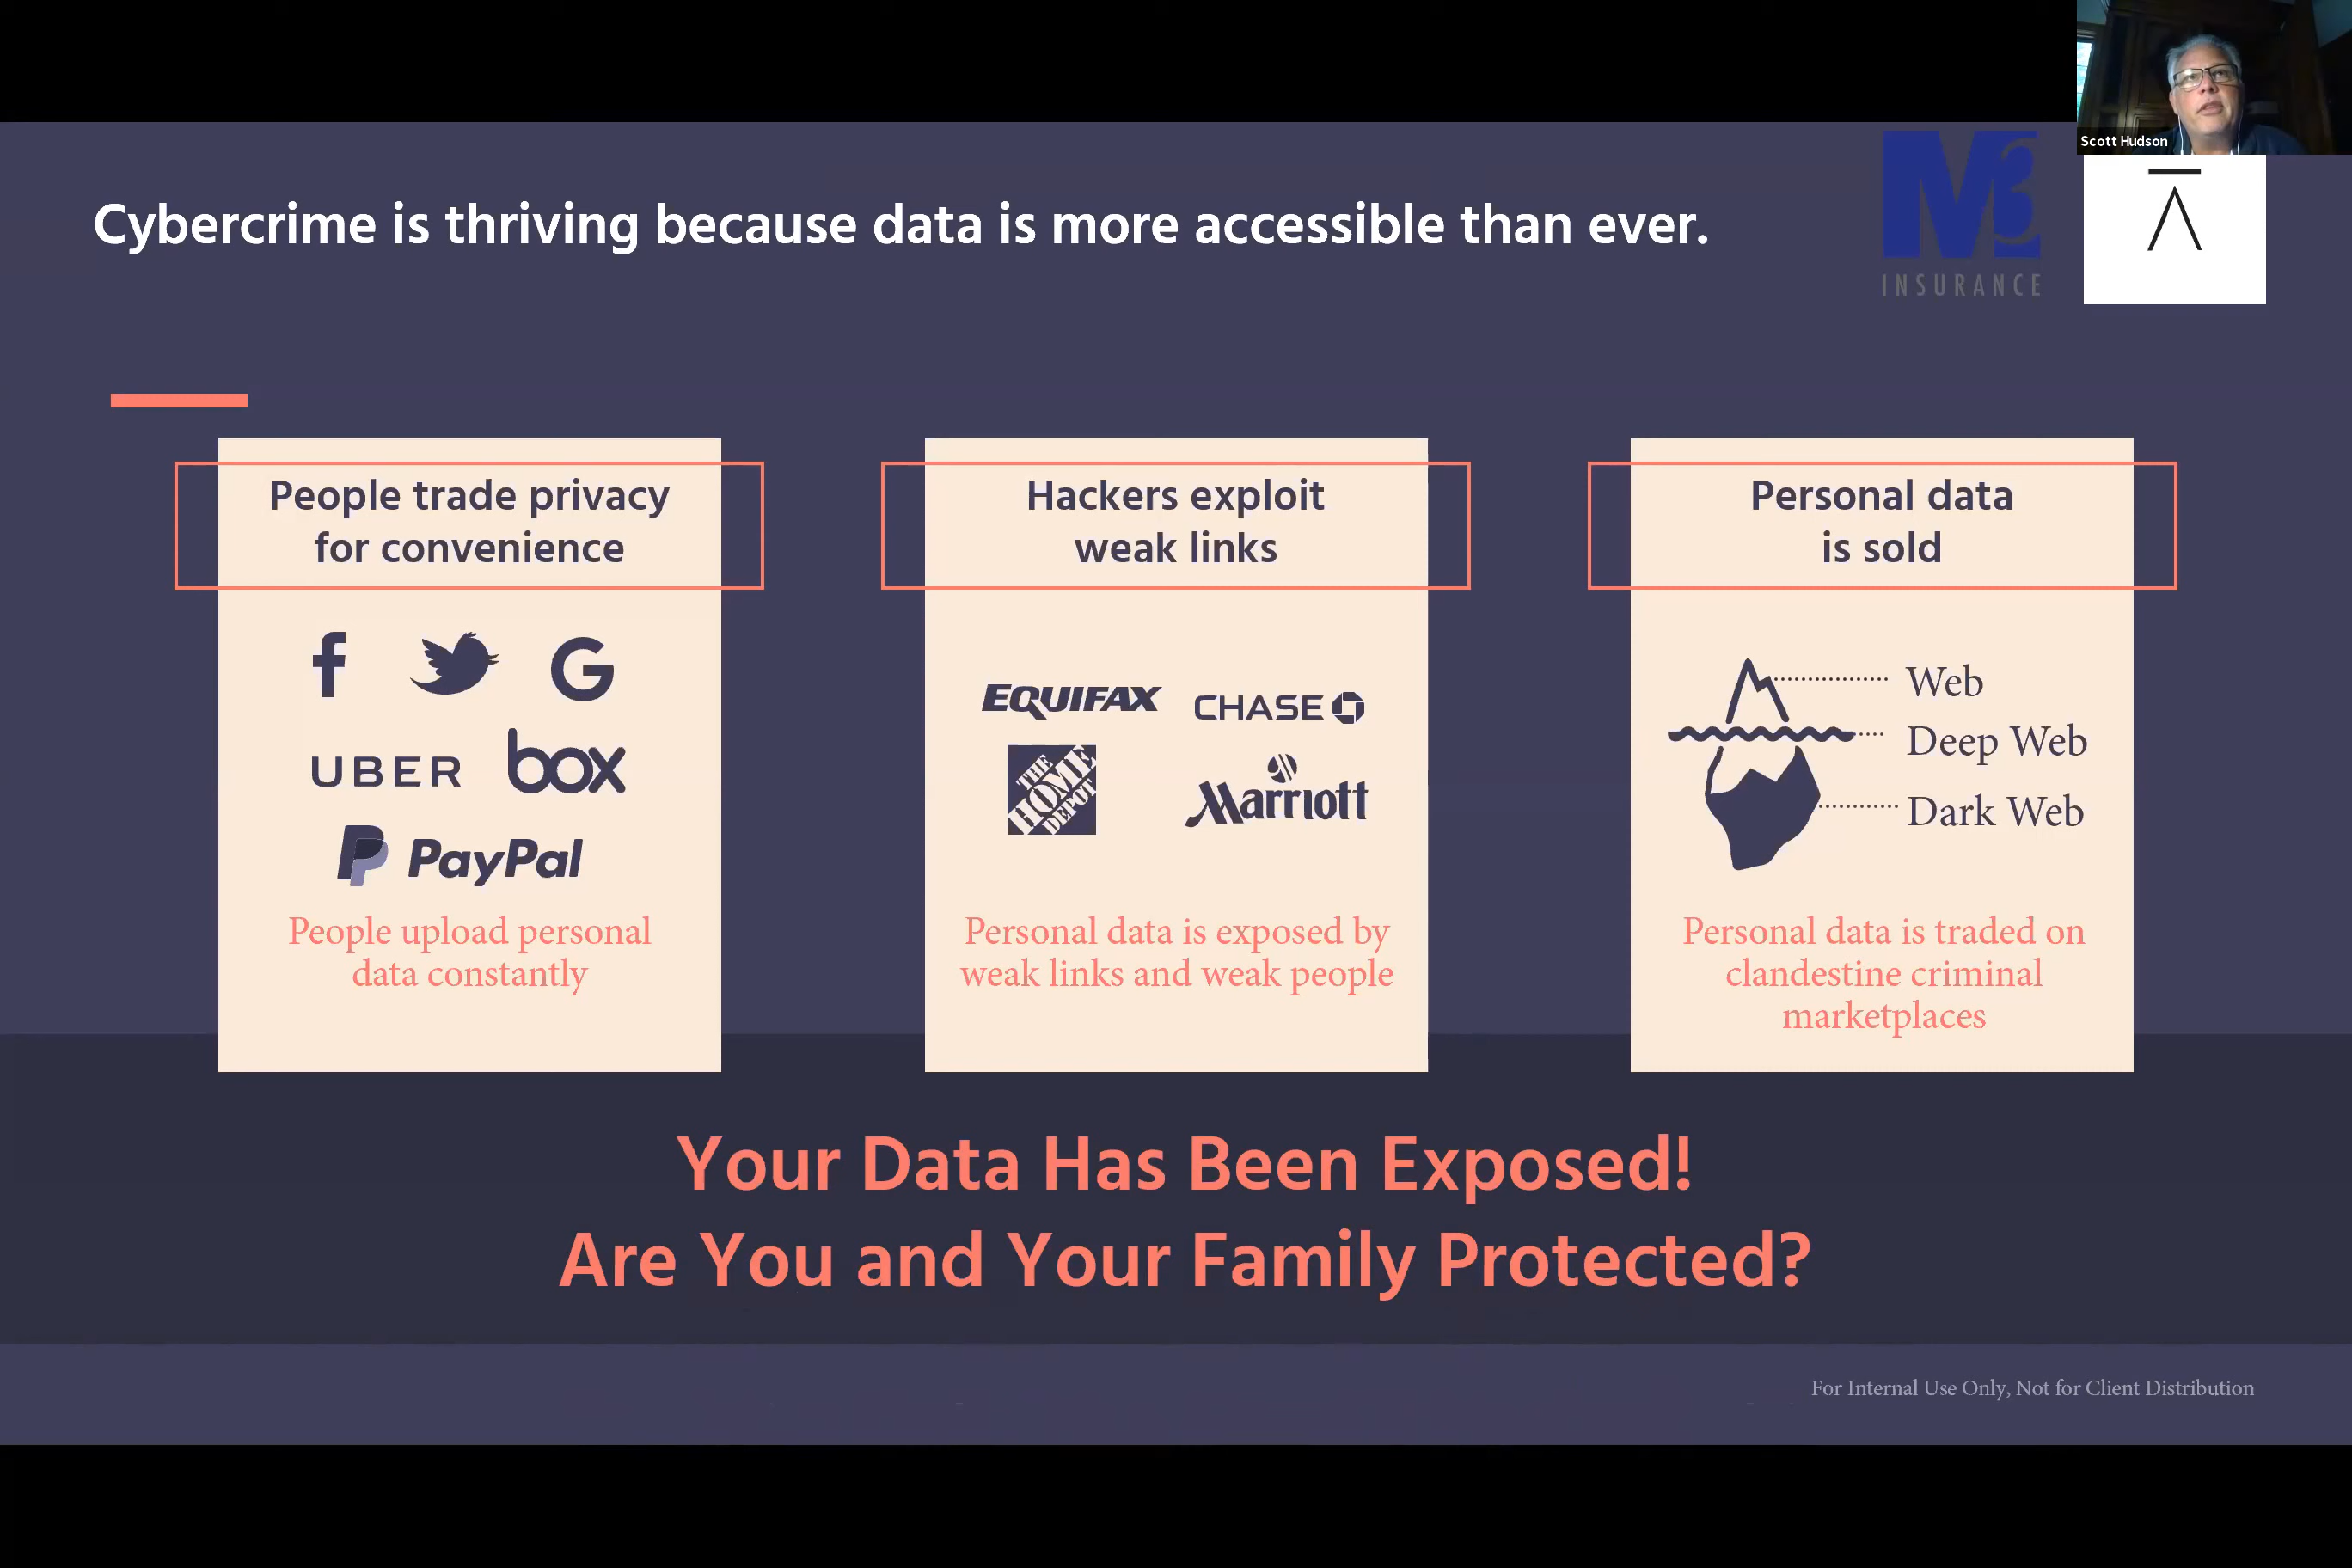 Scott Hudson
Cybercrime is thriving because data is more accessible than ever.
M3
INSURANCE
People trade privacy
for convenience
f G
UBER box
P PayPal
People upload personal
data constantly
Hackers exploit
weak links
EQUIFAX CHASE
THE
HOME
DEPOT
Marriott
Personal data is exposed by
weak links and weak people
Personal data
is sold
Web
Deep Web
Dark Web
Personal data is traded on
clandestine criminal
marketplaces
Your Data Has Been Exposed!
Are You and Your Family Protected?
For Internal Use Only, Not for Client Distribution